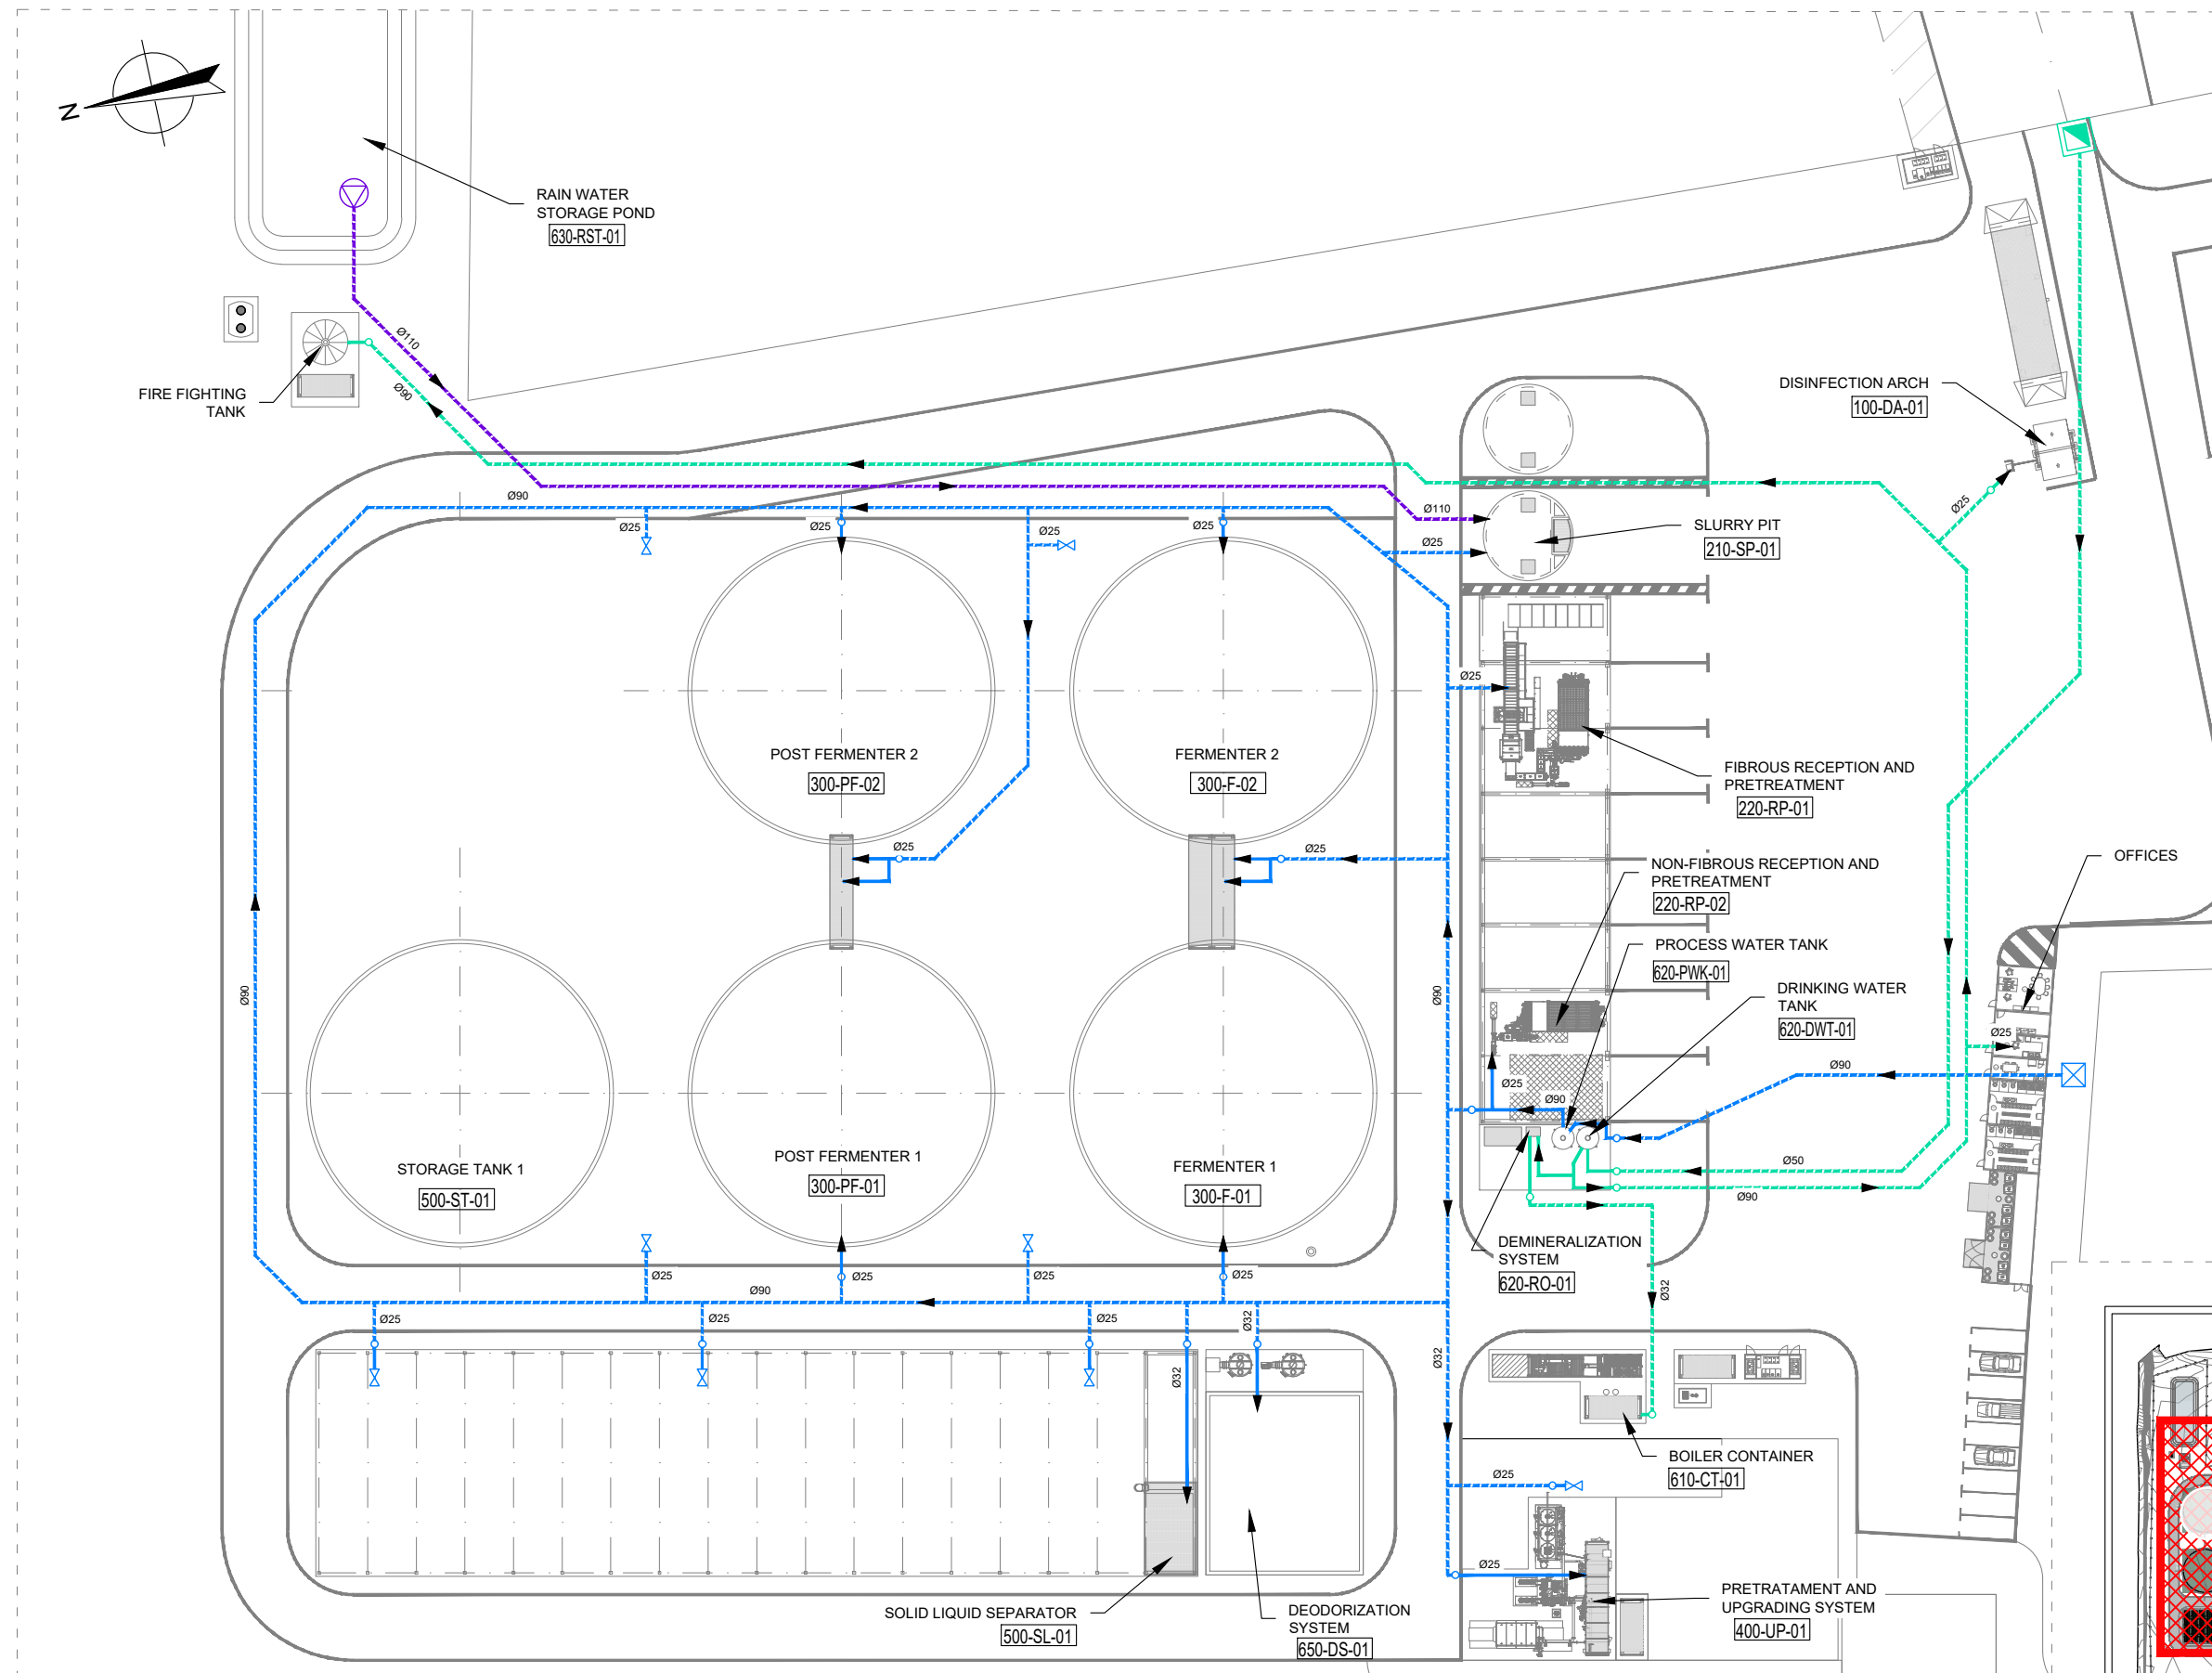 N
RAIN WATER
STORAGE POND
630-RST-01
Ø110
Ø90
FIRE FIGHTING
TANK
DISINFECTION ARCH
100-DA-01
Ø25
Ø90
Ø25
Ø25
Ø25
Ø25
Ø110
Ø25
SLURRY PIT
210-SP-01
Ø25
POST FERMENTER 2
300-PF-02
FERMENTER 2
300-F-02
FIBROUS RECEPTION AND
PRETREATMENT
220-RP-01
Ø25
Ø25
NON-FIBROUS RECEPTION AND
PRETREATMENT
220-RP-02
OFFICES
PROCESS WATER TANK
620-PWK-01
DRINKING WATER
TANK
620-DWT-01
Ø90
Ø90
Ø25
Ø90
Ø25
Ø90
STORAGE TANK 1
500-ST-01
POST FERMENTER 1
300-PF-01
FERMENTER 1
300-F-01
Ø50
Ø90
DEMINERALIZATION
SYSTEM
620-RO-01
Ø32
Ø25
Ø25
Ø25
Ø25
Ø90
Ø25
Ø25
Ø25
Ø32
Ø32
Ø32
BOILER CONTAINER
610-CT-01
Ø25
Ø25
PRETRATAMENT AND
UPGRADING SYSTEM
400-UP-01
SOLID LIQUID SEPARATOR
500-SL-01
DEODORIZATION
SYSTEM
650-DS-01